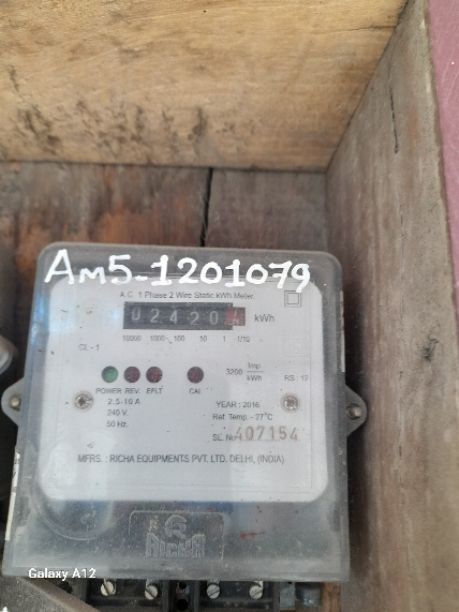 Am5-1201079
A.C. 1 Phase 2 Wire Static kWh Meter
02420 kWh
10000 1000 100 10 1 1/10
CL-1
3200 Imp/kWh
RS : 12
POWER REV. EFLT CAL
2.5-10 A
240 V.
50 Hz.
YEAR : 2016
Ref. Temp. - 27°C
SL. No. 407154
MFRS. : RICHA EQUIPMENTS PVT. LTD. DELHI, (INDIA)
RICHA
Galaxy A12